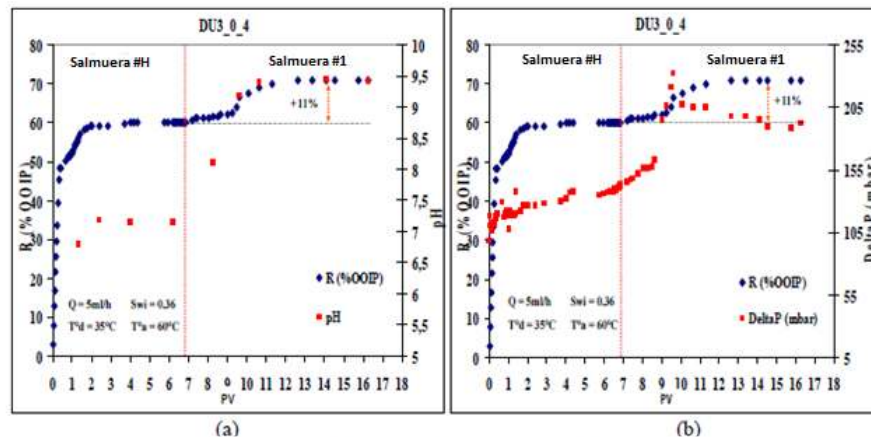 DU3_0_4
80
70
60
50
40
30
20
10
0
Salmuera #H
Salmuera #1
+11%
R (%OOIP)
pH
Q = 5ml/h Swi = 0.36
T°d = 35°C T°a = 60°C
10
9,5
9
8,5
8
7,5
7
6,5
6
5,5
5
pH
0 1 2 3 4 5 6 7 8 9 10 11 12 13 14 15 16 17 18
PV
(a)
DU3_0_4
80
70
60
50
40
30
20
10
0
Salmuera #H
Salmuera #1
+11%
R (%OOIP)
DeltaP (mbar)
Q = 5ml/h Swi = 0.36
T°d = 35°C T°a = 60°C
255
205
155
105
55
5
DeltaP (mbar)
0 1 2 3 4 5 6 7 8 9 10 11 12 13 14 15 16 17 18
PV
(b)